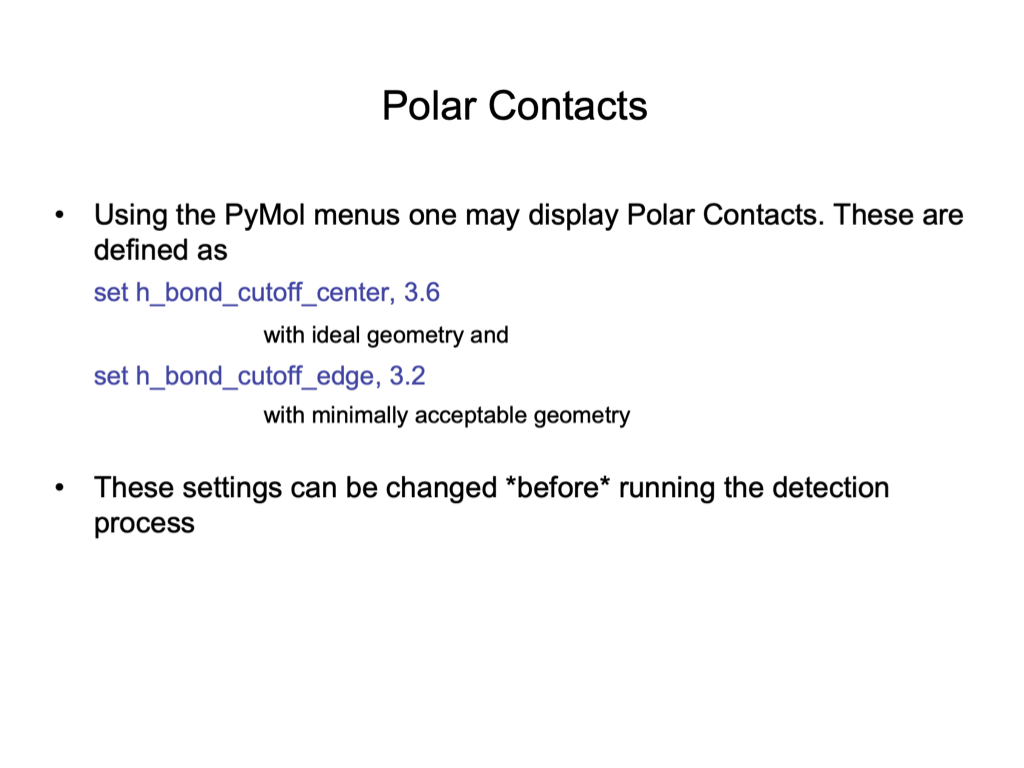 Polar Contacts
• Using the PyMol menus one may display Polar Contacts. These are
defined as
set h_bond_cutoff_center, 3.6
with ideal geometry and
set h_bond_cutoff_edge, 3.2
with minimally acceptable geometry
• These settings can be changed *before* running the detection
process